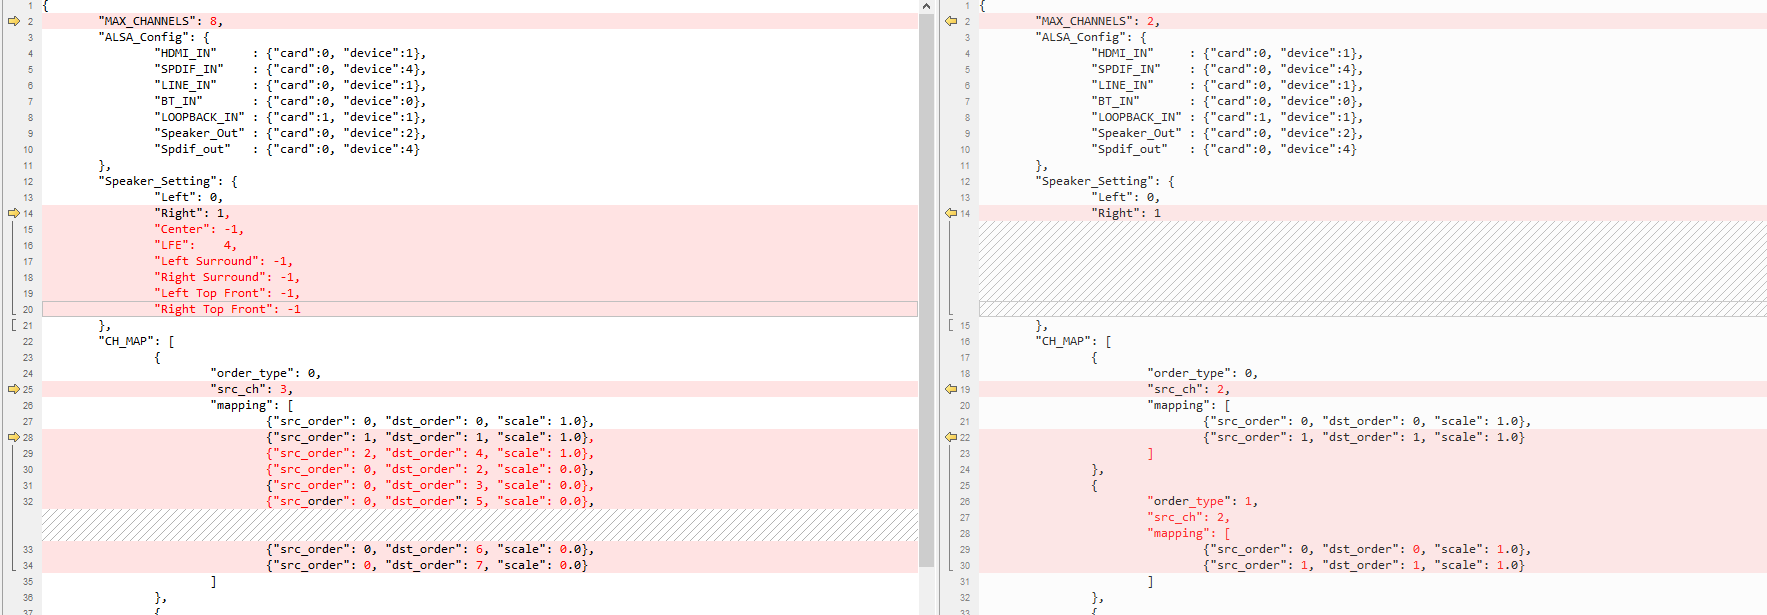 1 {
2 "MAX_CHANNELS": 8,
3 "ALSA_Config": {
4 "HDMI_IN" : {"card":0, "device":1},
5 "SPDIF_IN" : {"card":0, "device":4},
6 "LINE_IN" : {"card":0, "device":1},
7 "BT_IN" : {"card":0, "device":0},
8 "LOOPBACK_IN" : {"card":1, "device":1},
9 "Speaker_Out" : {"card":0, "device":2},
10 "Spdif_out" : {"card":0, "device":4}
11 },
12 "Speaker_Setting": {
13 "Left": 0,
14 "Right": 1,
15 "Center": -1,
16 "LFE": 4,
17 "Left Surround": -1,
18 "Right Surround": -1,
19 "Left Top Front": -1,
20 "Right Top Front": -1
21 },
22 "CH_MAP": [
23 {
24 "order_type": 0,
25 "src_ch": 3,
26 "mapping": [
27 {"src_order": 0, "dst_order": 0, "scale": 1.0},
28 {"src_order": 1, "dst_order": 1, "scale": 1.0},
29 {"src_order": 2, "dst_order": 4, "scale": 1.0},
30 {"src_order": 0, "dst_order": 2, "scale": 0.0},
31 {"src_order": 0, "dst_order": 3, "scale": 0.0},
32 {"src_order": 0, "dst_order": 5, "scale": 0.0},
33 {"src_order": 0, "dst_order": 6, "scale": 0.0},
34 {"src_order": 0, "dst_order": 7, "scale": 0.0}
35 ]
36 },
37 {
1 {
2 "MAX_CHANNELS": 2,
3 "ALSA_Config": {
4 "HDMI_IN" : {"card":0, "device":1},
5 "SPDIF_IN" : {"card":0, "device":4},
6 "LINE_IN" : {"card":0, "device":1},
7 "BT_IN" : {"card":0, "device":0},
8 "LOOPBACK_IN" : {"card":1, "device":1},
9 "Speaker_Out" : {"card":0, "device":2},
10 "Spdif_out" : {"card":0, "device":4}
11 },
12 "Speaker_Setting": {
13 "Left": 0,
14 "Right": 1
15 },
16 "CH_MAP": [
17 {
18 "order_type": 0,
19 "src_ch": 2,
20 "mapping": [
21 {"src_order": 0, "dst_order": 0, "scale": 1.0},
22 {"src_order": 1, "dst_order": 1, "scale": 1.0}
23 ]
24 },
25 {
26 "order_type": 1,
27 "src_ch": 2,
28 "mapping": [
29 {"src_order": 0, "dst_order": 0, "scale": 1.0},
30 {"src_order": 1, "dst_order": 1, "scale": 1.0}
31 ]
32 },
33 {